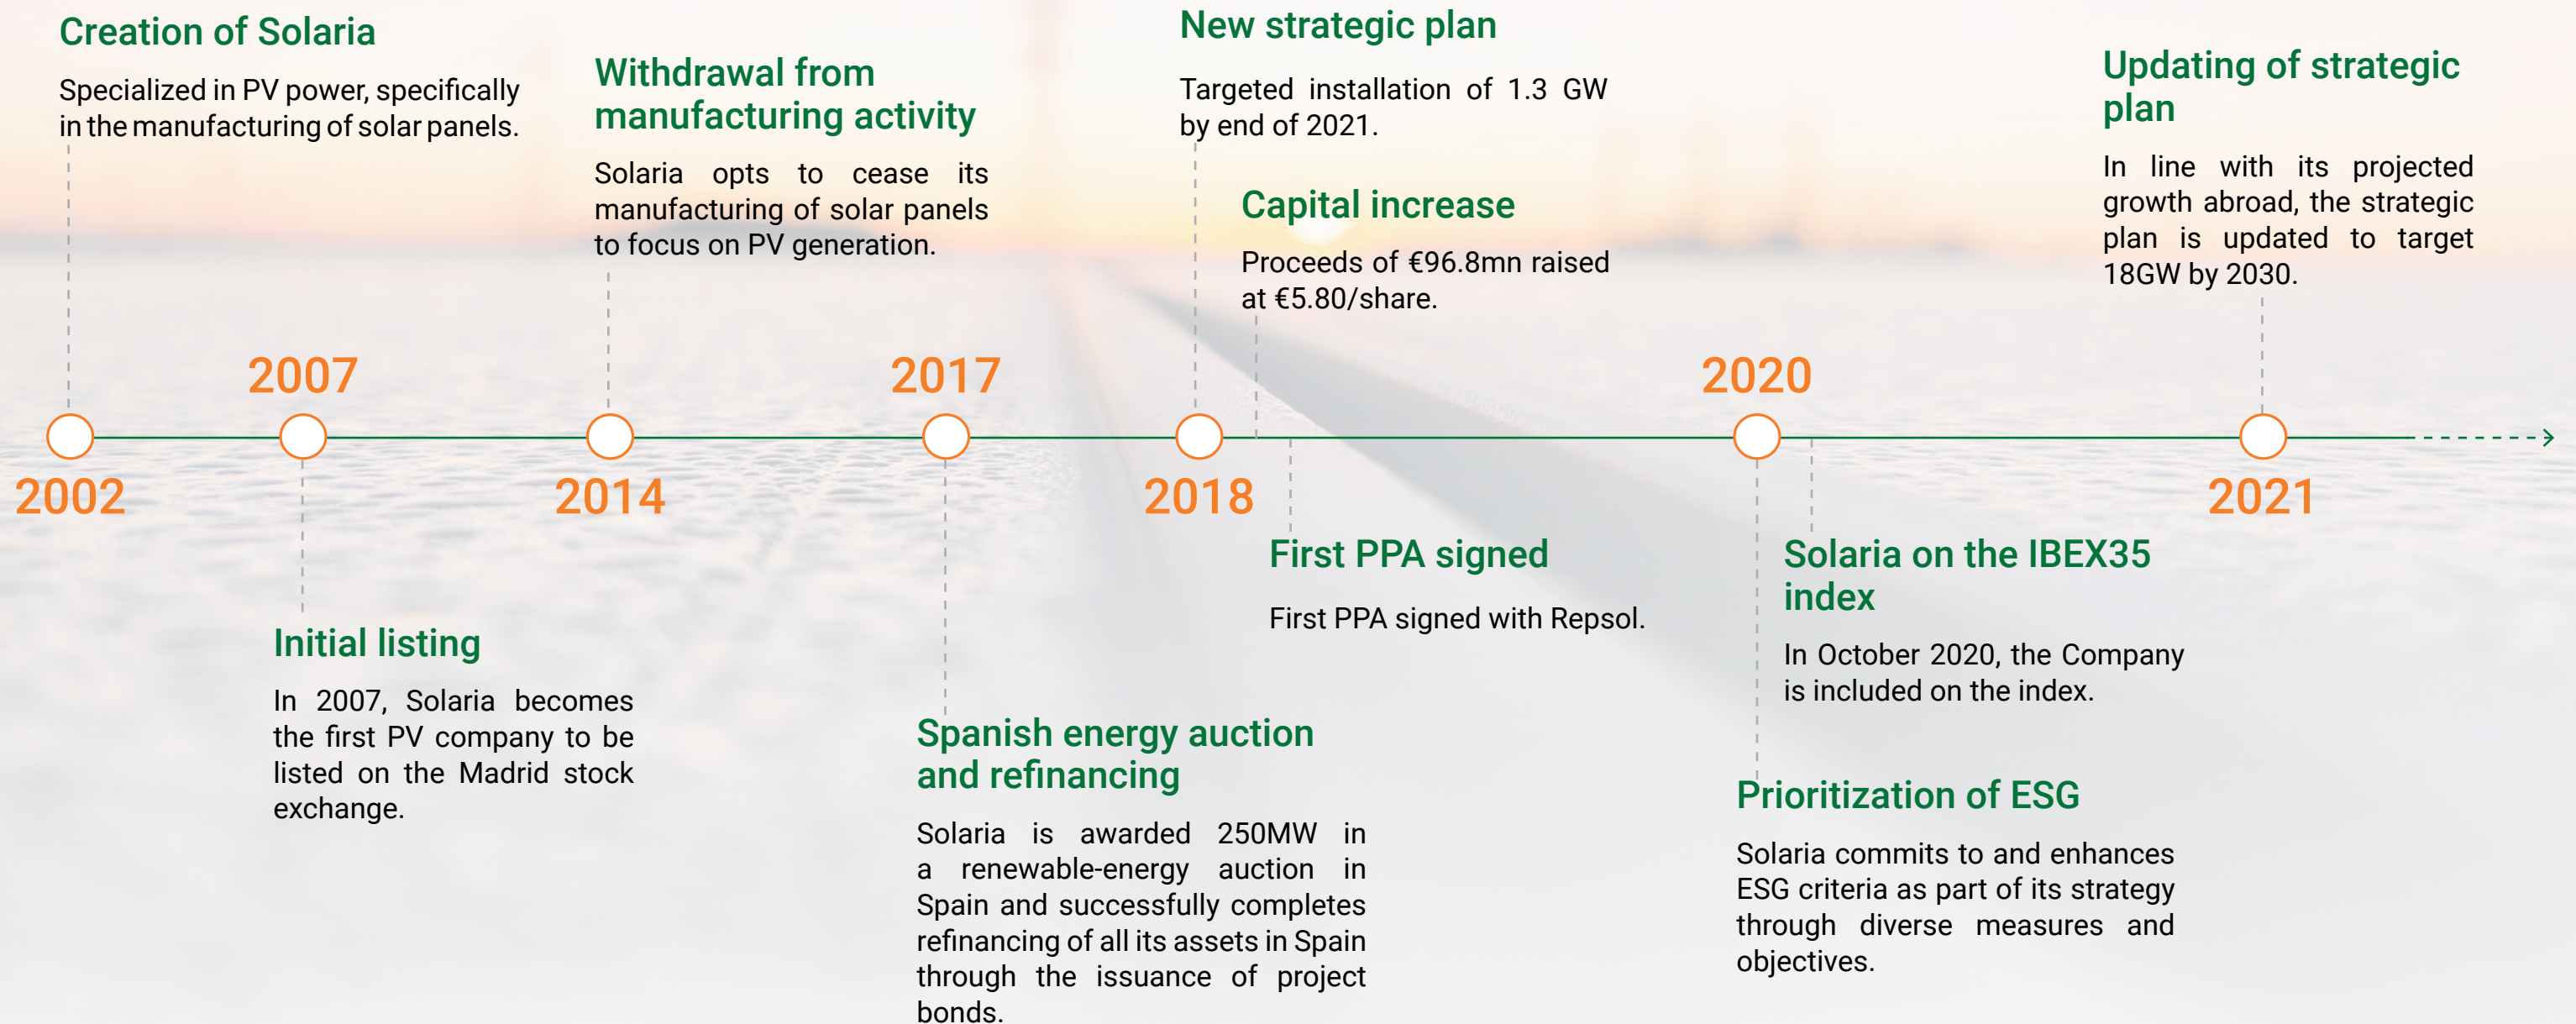 Creation of Solaria
Specialized in PV power, specifically
in the manufacturing of solar panels.
2002
2007
Initial listing
In 2007, Solaria becomes
the first PV company to be
listed on the Madrid stock
exchange.
Withdrawal from
manufacturing activity
Solaria opts to cease its
manufacturing of solar panels
to focus on PV generation.
2014
2017
Spanish energy auction
and refinancing
Solaria is awarded 250MW in
a renewable-energy auction in
Spain and successfully completes
refinancing of all its assets in Spain
through the issuance of project
bonds.
New strategic plan
Targeted installation of 1.3 GW
by end of 2021.
Capital increase
Proceeds of €96.8mn raised
at €5.80/share.
2018
First PPA signed
First PPA signed with Repsol.
2020
Solaria on the IBEX35
index
In October 2020, the Company
is included on the index.
Prioritization of ESG
Solaria commits to and enhances
ESG criteria as part of its strategy
through diverse measures and
objectives.
Updating of strategic
plan
In line with its projected
growth abroad, the strategic
plan is updated to target
18GW by 2030.
2021